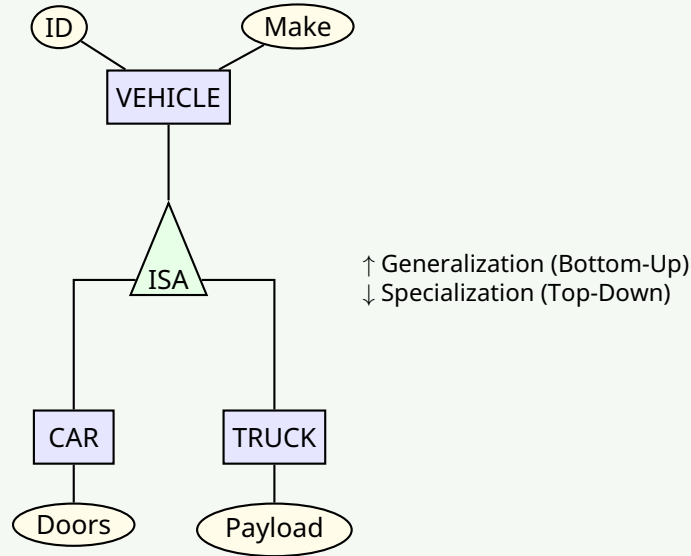 ID
Make
VEHICLE
ISA
↑ Generalization (Bottom-Up)
↓ Specialization (Top-Down)
CAR
TRUCK
Doors
Payload